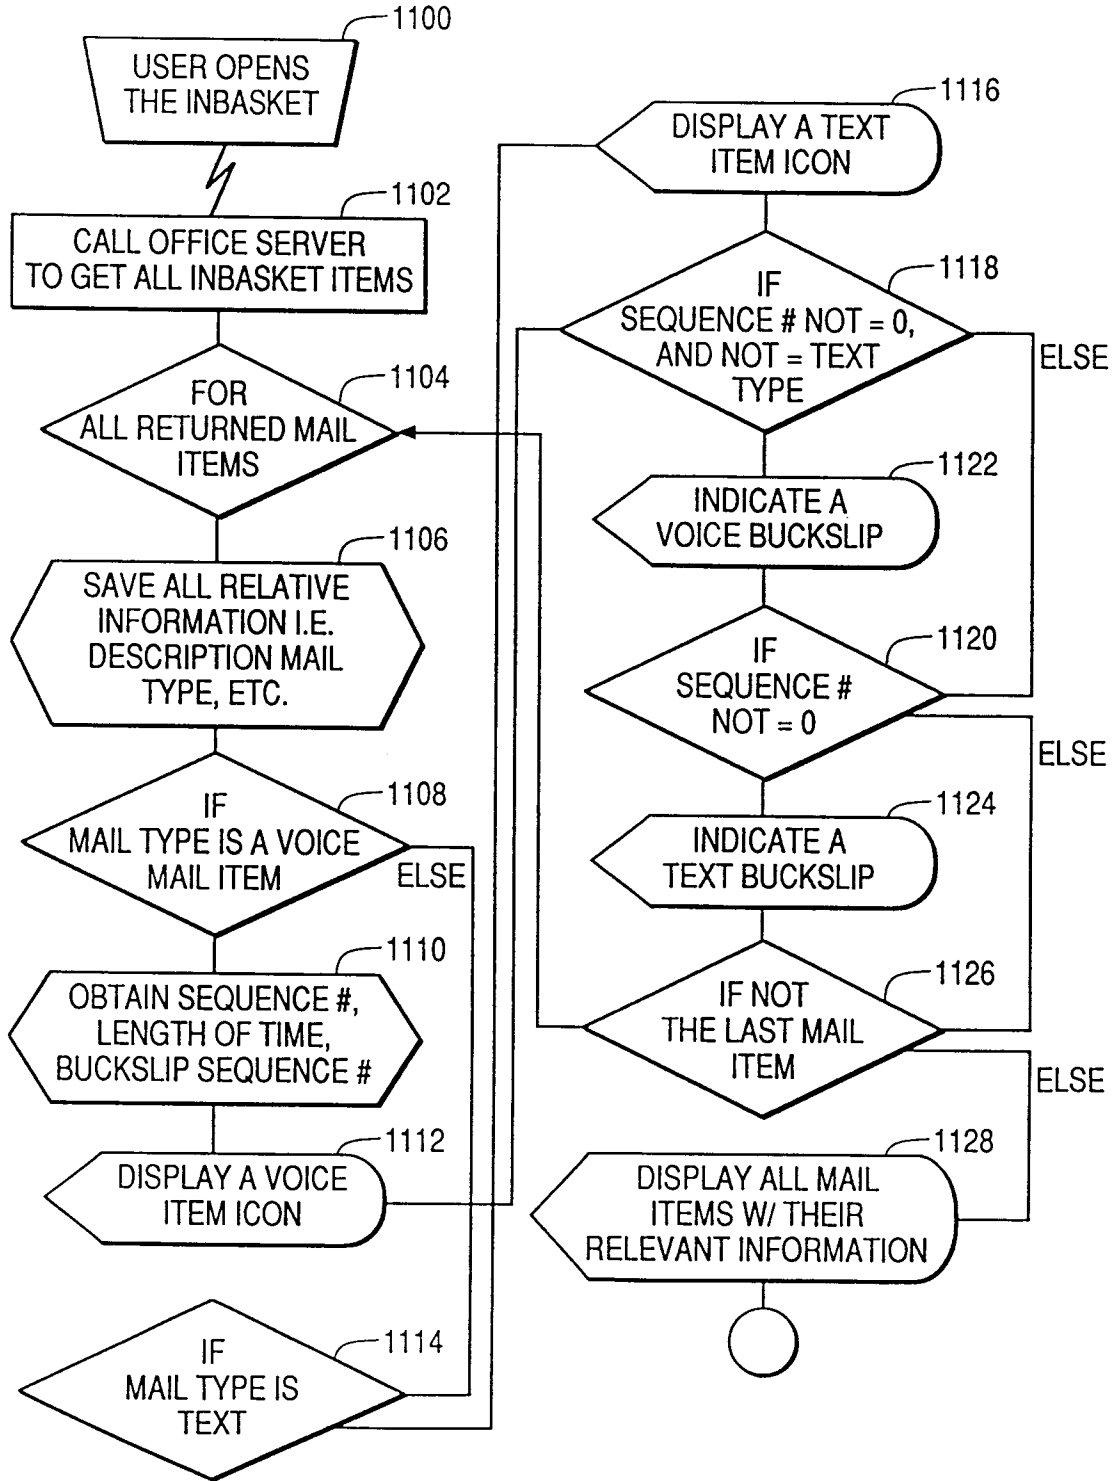 1100
USER OPENS
THE INBASKET
1102
CALL OFFICE SERVER
TO GET ALL INBASKET ITEMS
1104
FOR
ALL RETURNED MAIL
ITEMS
1106
SAVE ALL RELATIVE
INFORMATION I.E.
DESCRIPTION MAIL
TYPE, ETC.
1108
IF
MAIL TYPE IS A VOICE
MAIL ITEM
ELSE
1110
OBTAIN SEQUENCE #,
LENGTH OF TIME,
BUCKSLIP SEQUENCE #
1112
DISPLAY A VOICE
ITEM ICON
1114
IF
MAIL TYPE IS
TEXT
1116
DISPLAY A TEXT
ITEM ICON
1118
IF
SEQUENCE # NOT = 0,
AND NOT = TEXT
TYPE
ELSE
1122
INDICATE A
VOICE BUCKSLIP
1120
IF
SEQUENCE #
NOT = 0
ELSE
1124
INDICATE A
TEXT BUCKSLIP
1126
IF NOT
THE LAST MAIL
ITEM
ELSE
1128
DISPLAY ALL MAIL
ITEMS W/ THEIR
RELEVANT INFORMATION